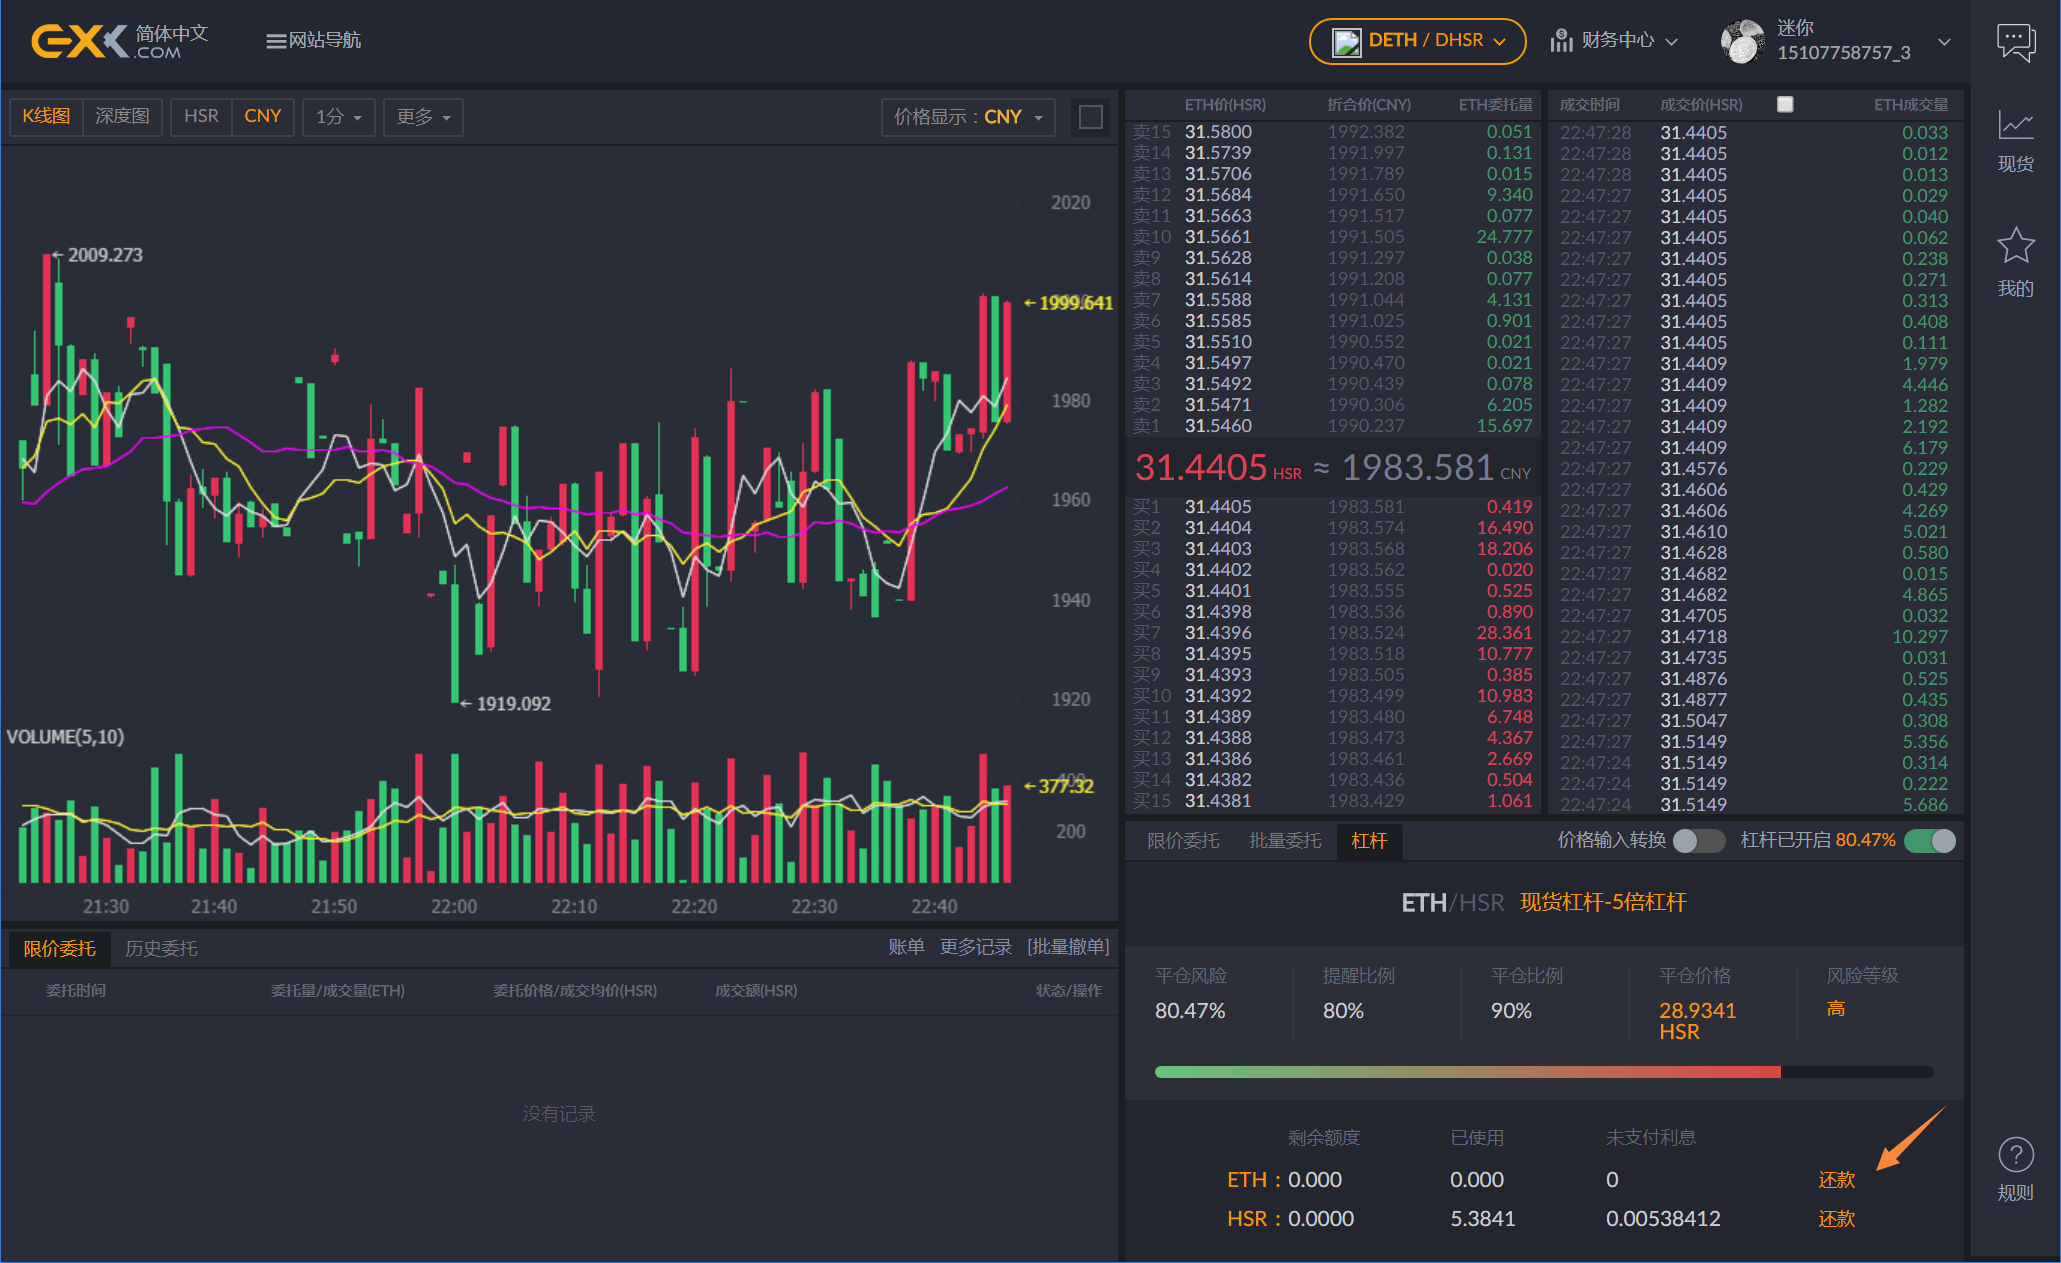 EXX 简体中文
.COM
网站导航
DETH / DHSR
财务中心
迷你
15107758757_3
K线图 深度图 HSR CNY 1分 更多
价格显示：CNY
2020
1980
1960
1940
1920
2009.273
1999.641
1919.092
VOLUME(5,10)
400
377.32
200
21:30 21:40 21:50 22:00 22:10 22:20 22:30 22:40
限价委托 历史委托
账单 更多记录 [批量撤单]
委托时间 委托量/成交量(ETH) 委托价格/成交均价(HSR) 成交额(HSR) 状态/操作
没有记录
ETH价(HSR) 折合价(CNY) ETH委托量
卖15 31.5800 1992.382 0.051
卖14 31.5739 1991.997 0.131
卖13 31.5706 1991.789 0.015
卖12 31.5684 1991.650 9.340
卖11 31.5663 1991.517 0.077
卖10 31.5661 1991.505 24.777
卖9 31.5628 1991.297 0.038
卖8 31.5614 1991.208 0.077
卖7 31.5588 1991.044 4.131
卖6 31.5585 1991.025 0.901
卖5 31.5510 1990.552 0.021
卖4 31.5497 1990.470 0.021
卖3 31.5492 1990.439 0.078
卖2 31.5471 1990.306 6.205
卖1 31.5460 1990.237 15.697
31.4405 HSR ≈ 1983.581 CNY
买1 31.4405 1983.581 0.419
买2 31.4404 1983.574 16.490
买3 31.4403 1983.568 18.206
买4 31.4402 1983.562 0.020
买5 31.4401 1983.555 0.525
买6 31.4398 1983.536 0.890
买7 31.4396 1983.524 28.361
买8 31.4395 1983.518 10.777
买9 31.4393 1983.505 0.385
买10 31.4392 1983.499 10.983
买11 31.4389 1983.480 6.748
买12 31.4388 1983.473 4.367
买13 31.4386 1983.461 2.669
买14 31.4382 1983.436 0.504
买15 31.4381 1983.429 1.061
成交时间 成交价(HSR) ETH成交量
22:47:28 31.4405 0.033
22:47:28 31.4405 0.012
22:47:28 31.4405 0.013
22:47:27 31.4405 0.029
22:47:27 31.4405 0.040
22:47:27 31.4405 0.062
22:47:27 31.4405 0.238
22:47:27 31.4405 0.271
22:47:27 31.4405 0.313
22:47:27 31.4405 0.408
22:47:27 31.4405 0.111
22:47:27 31.4409 1.979
22:47:27 31.4409 4.446
22:47:27 31.4409 1.282
22:47:27 31.4409 2.192
22:47:27 31.4409 6.179
22:47:27 31.4576 0.229
22:47:27 31.4606 0.429
22:47:27 31.4606 4.269
22:47:27 31.4610 5.021
22:47:27 31.4628 0.580
22:47:27 31.4682 0.015
22:47:27 31.4682 4.865
22:47:27 31.4705 0.032
22:47:27 31.4718 10.297
22:47:27 31.4735 0.031
22:47:27 31.4876 0.525
22:47:27 31.4877 0.435
22:47:27 31.5047 0.308
22:47:27 31.5149 5.356
22:47:24 31.5149 0.314
22:47:24 31.5149 0.222
22:47:24 31.5149 5.686
限价委托 批量委托 杠杆
价格输入转换 杠杆已开启 80.47%
ETH/HSR 现货杠杆-5倍杠杆
平仓风险 提醒比例 平仓比例 平仓价格 风险等级
80.47% 80% 90% 28.9341 高
HSR
剩余额度 已使用 未支付利息
ETH：0.000 0.000 0 还款
HSR：0.0000 5.3841 0.00538412 还款
现货
我的
?
规则